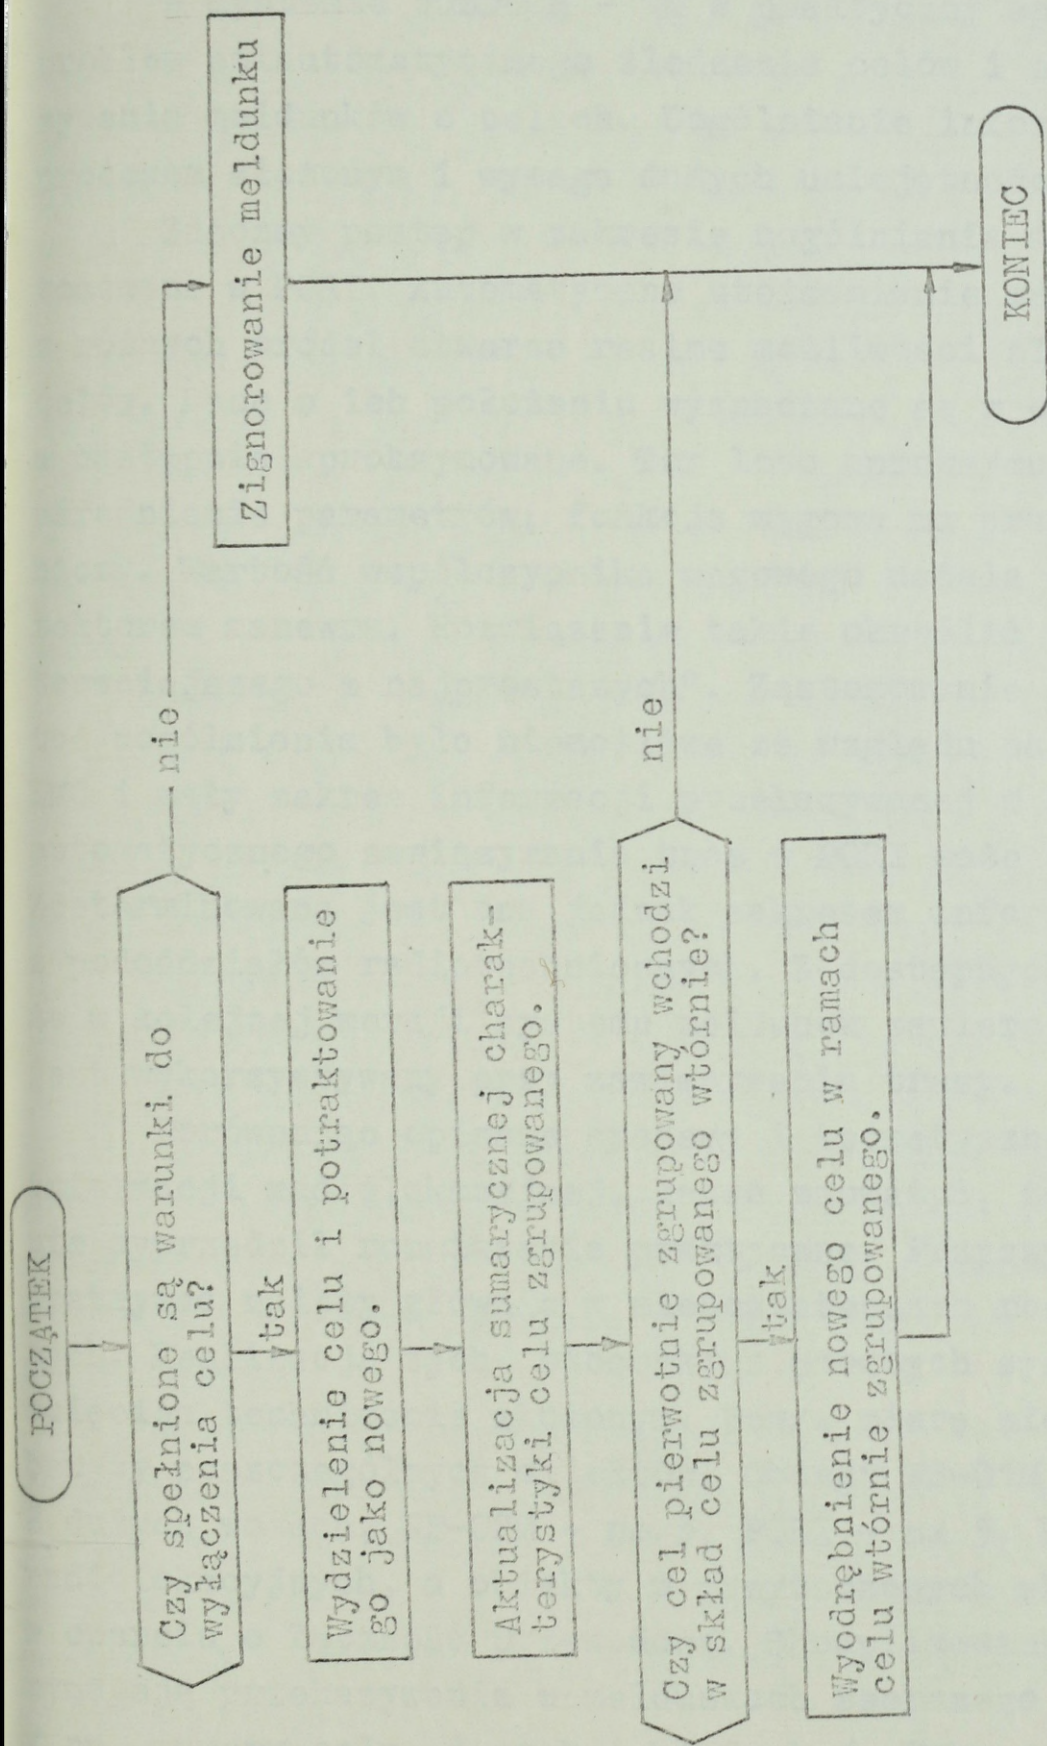 POCZĄTEK
Czy spełnione są warunki do
wyłączenia celu?
nie
Zignorowanie meldunku
tak
Wydzielenie celu i potraktowanie
go jako nowego.
Aktualizacja sumarycznej charak-
terystyki celu zgrupowanego.
Czy cel pierwotnie zgrupowany wchodzi
w skład celu zgrupowanego wtórnie?
nie
tak
Wyodrębnienie nowego celu w ramach
celu wtórnie zgrupowanego.
KONIEC